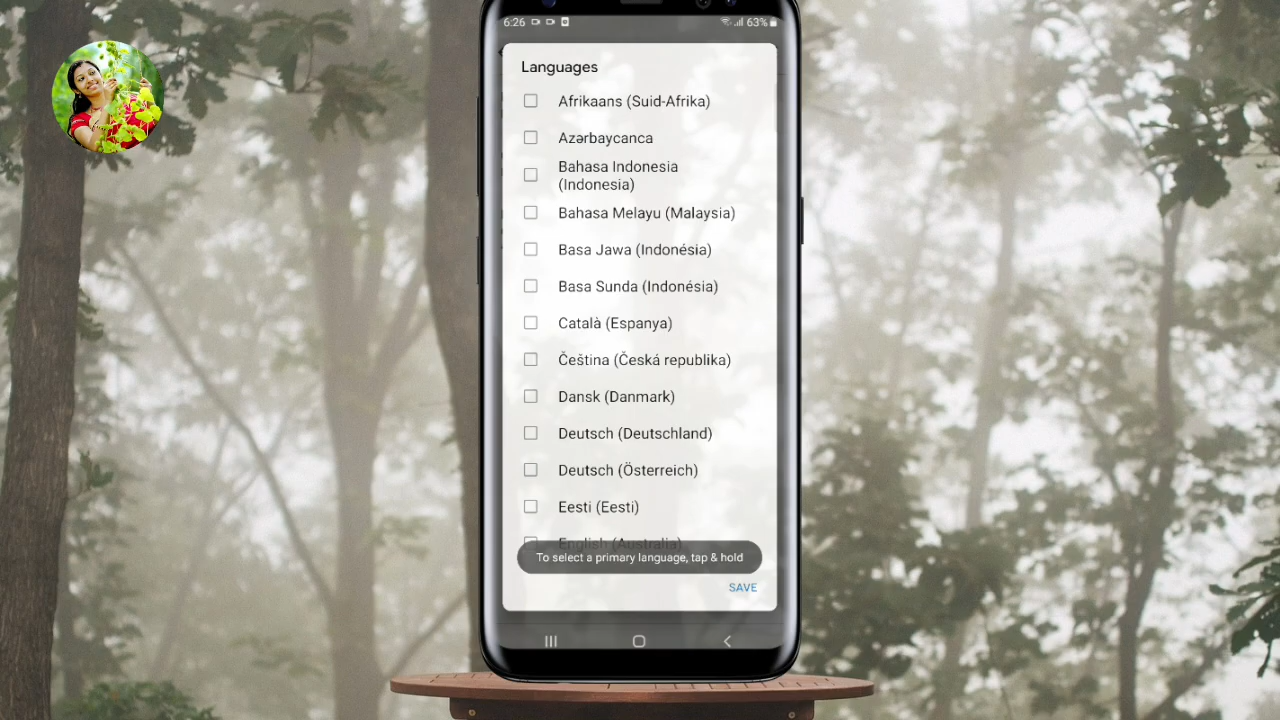 6:26 63%
Languages
Afrikaans (Suid-Afrika)
Azərbaycanca
Bahasa Indonesia
(Indonesia)
Bahasa Melayu (Malaysia)
Basa Jawa (Indonésia)
Basa Sunda (Indonésia)
Català (Espanya)
Čeština (Česká republika)
Dansk (Danmark)
Deutsch (Deutschland)
Deutsch (Österreich)
Eesti (Eesti)
English (Australia)
To select a primary language, tap & hold
SAVE